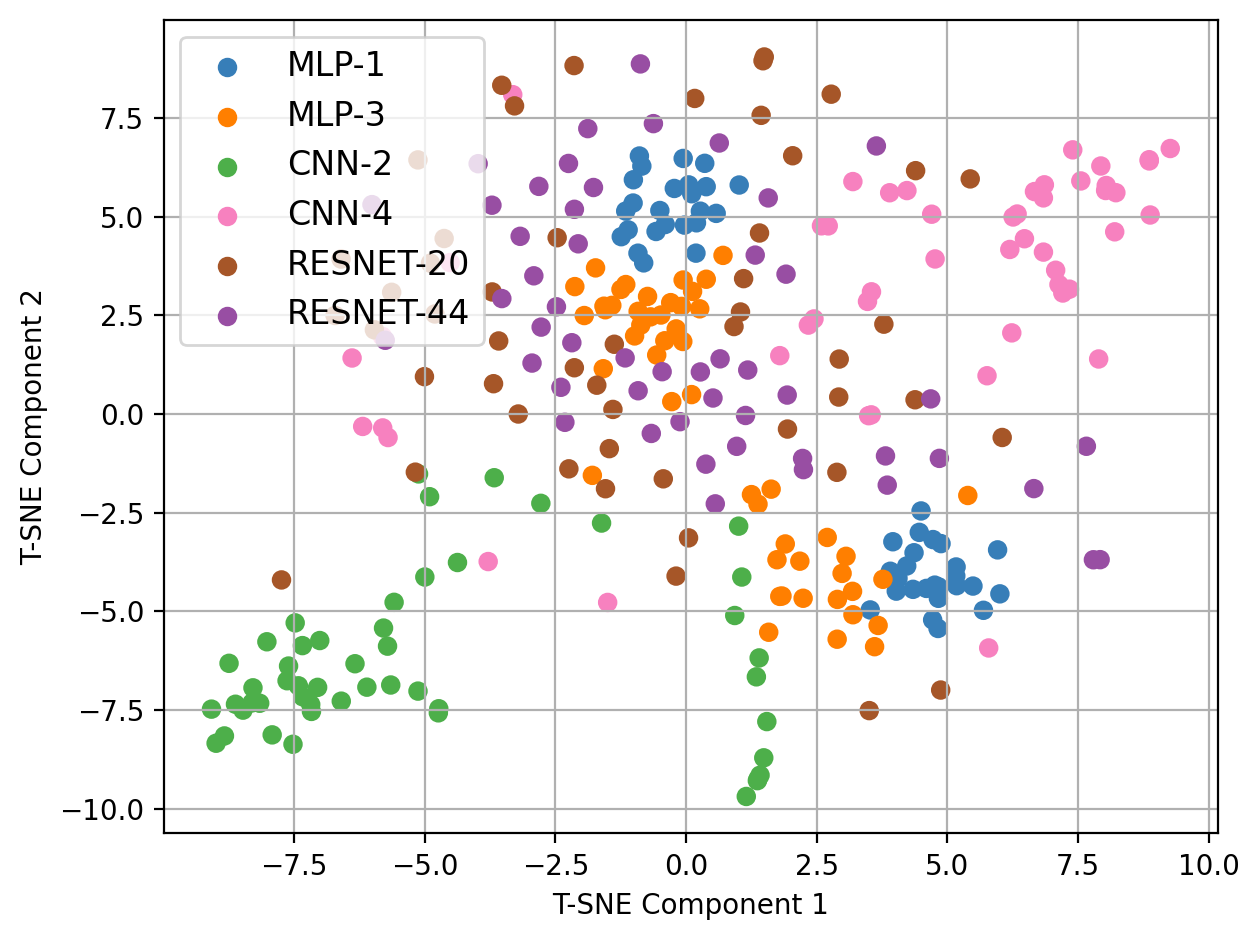 MLP-1
MLP-3
CNN-2
CNN-4
RESNET-20
RESNET-44
7.5
5.0
2.5
0.0
−2.5
−5.0
−7.5
−10.0
T-SNE Component 2
−7.5 −5.0 −2.5 0.0 2.5 5.0 7.5 10.0
T-SNE Component 1